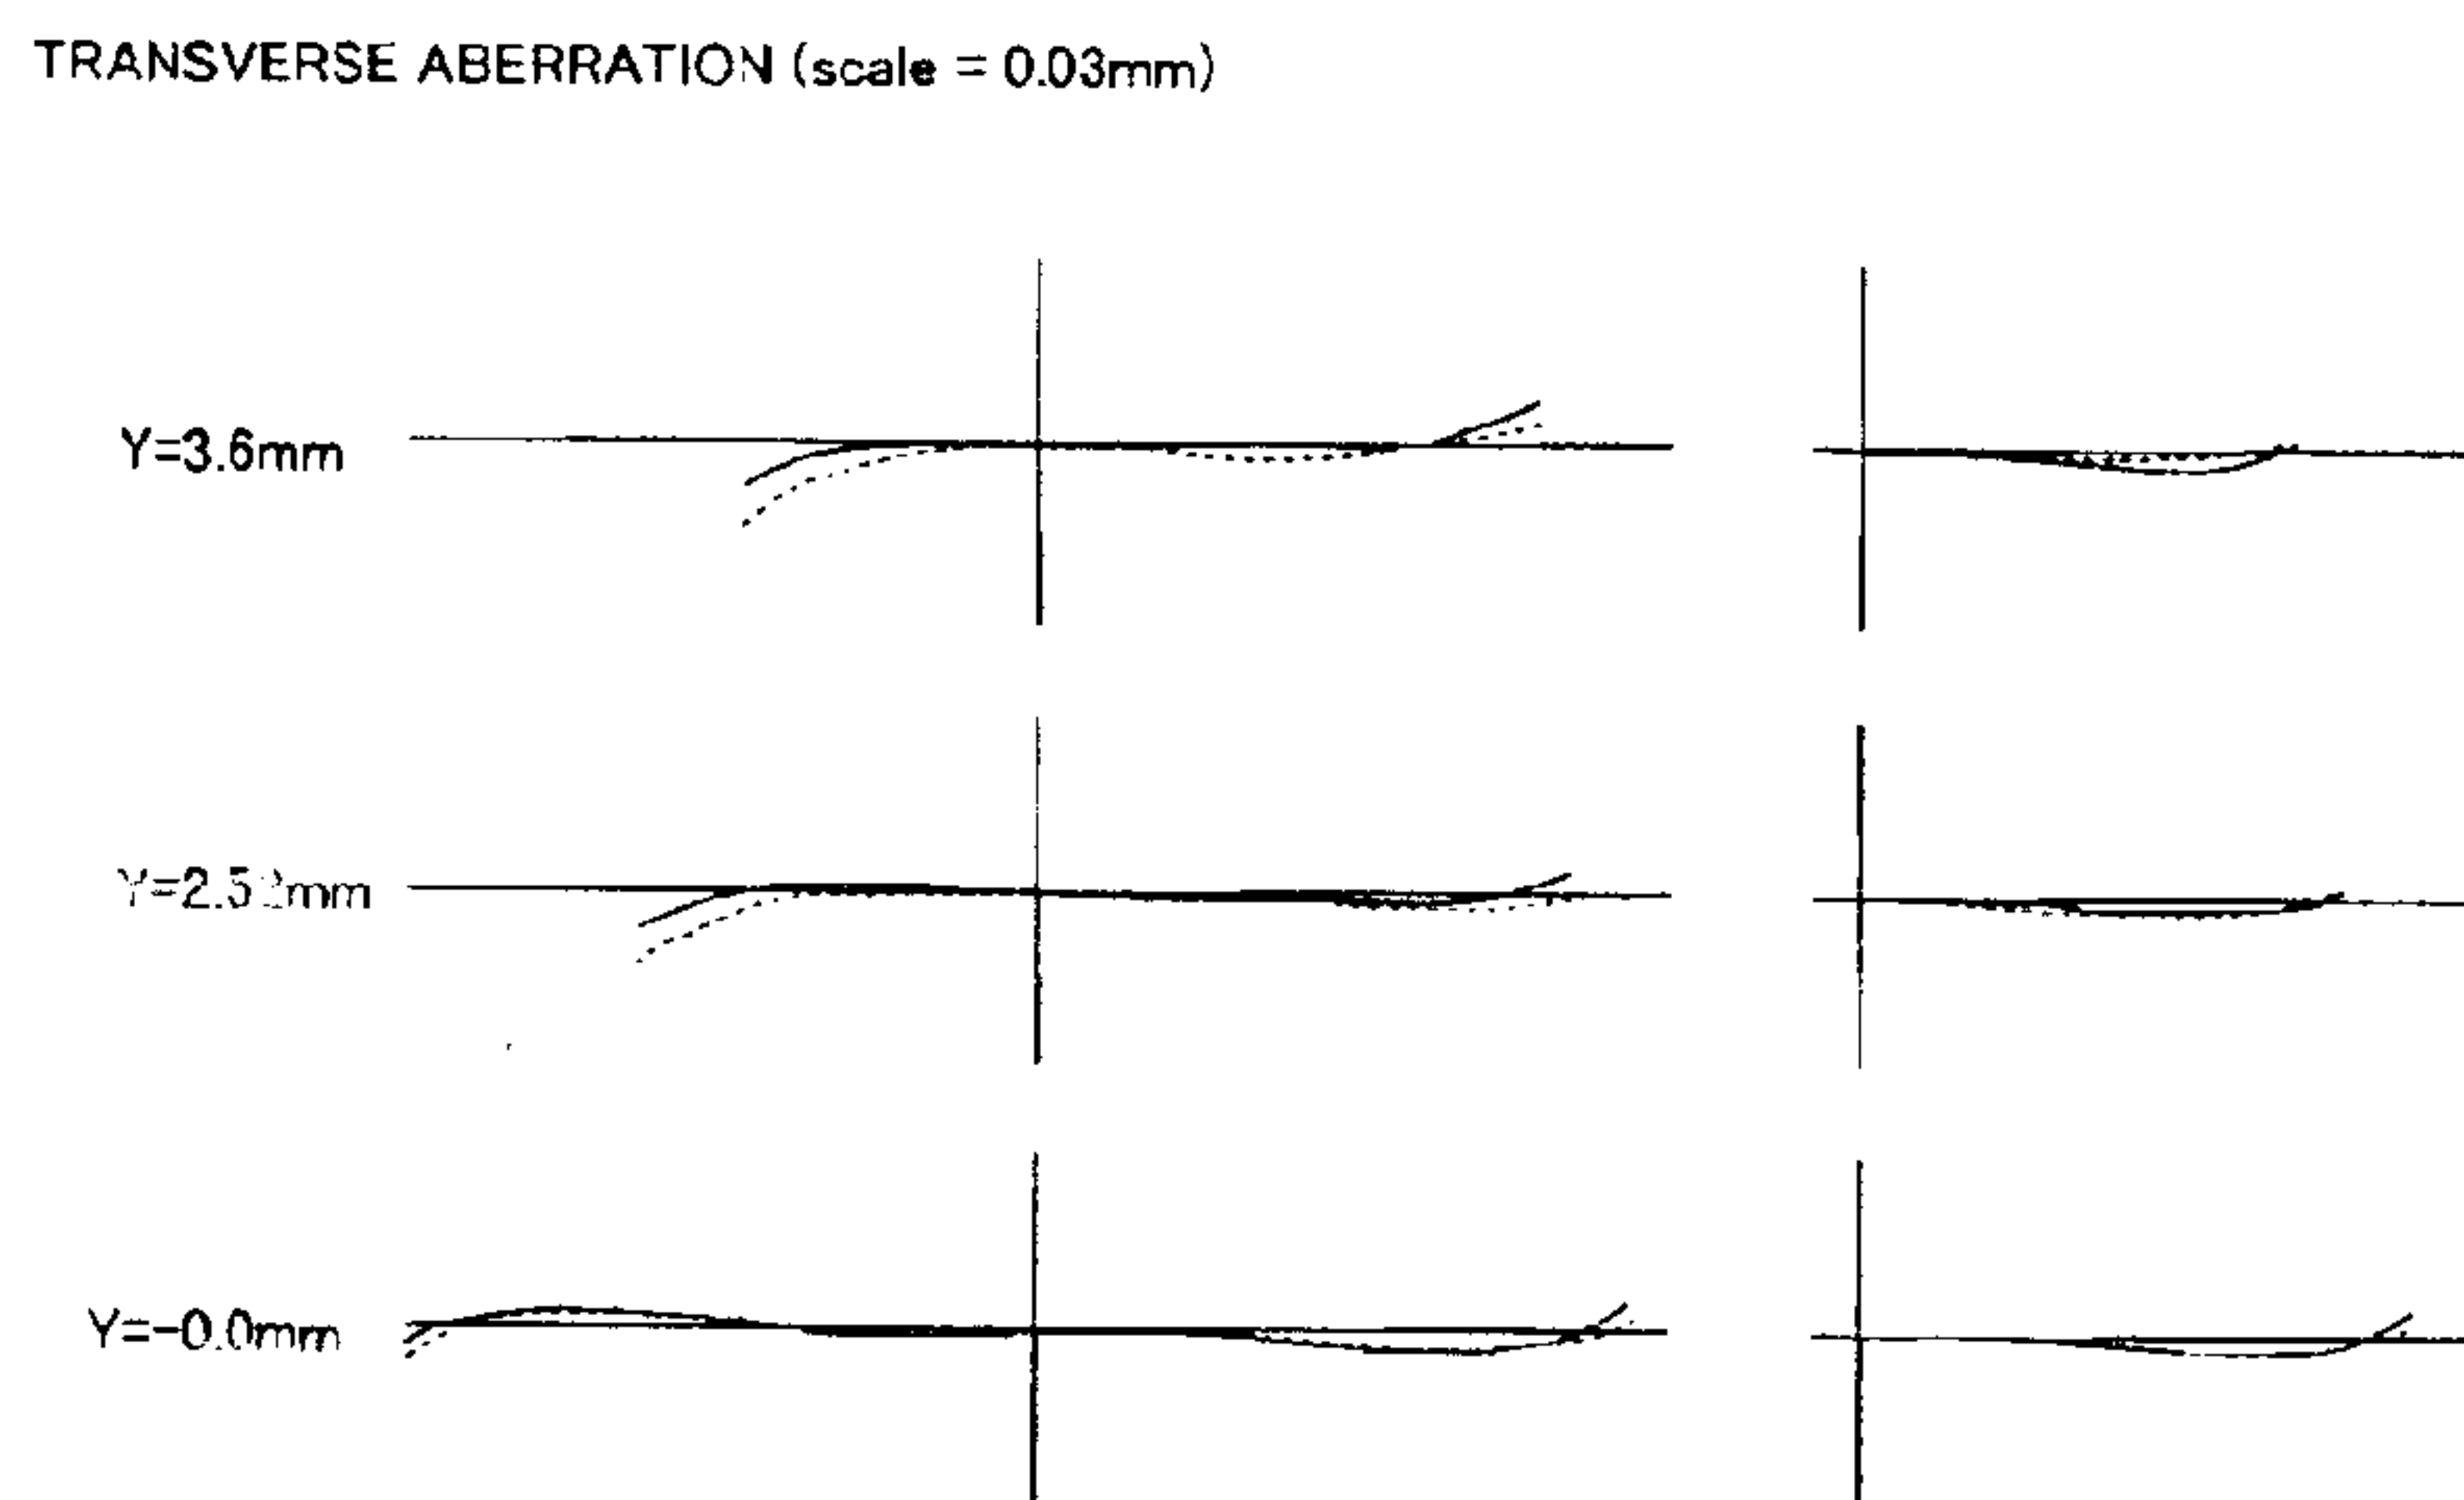 TRANSVERSE ABERRATION (scale = 0.03mm)
Y=3.6mm
Y=-0.0mm